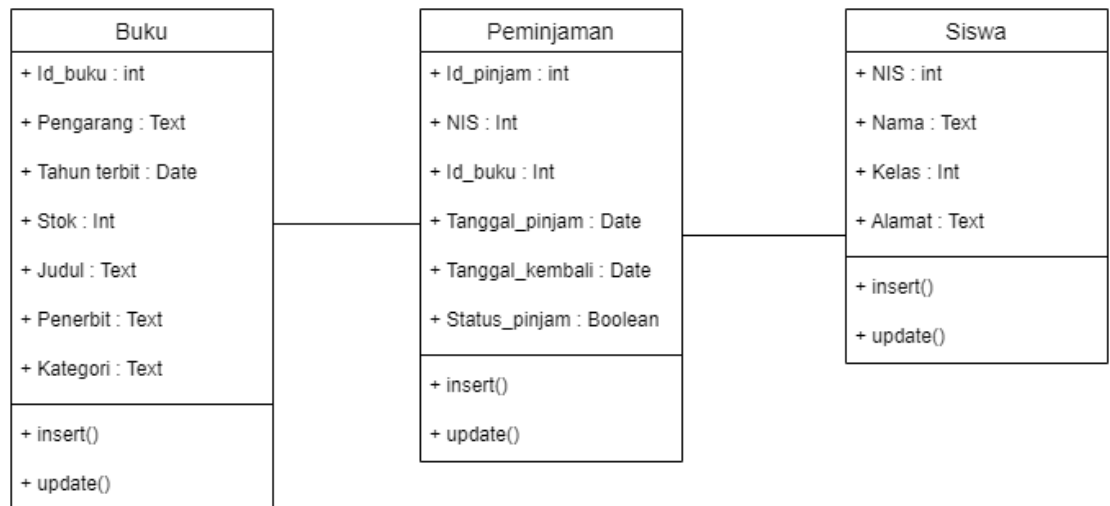 Buku
+ Id_buku : int
+ Pengarang : Text
+ Tahun terbit : Date
+ Stok : Int
+ Judul : Text
+ Penerbit : Text
+ Kategori : Text
+ insert()
+ update()
Peminjaman
+ Id_pinjam : int
+ NIS : Int
+ Id_buku : Int
+ Tanggal_pinjam : Date
+ Tanggal_kembali : Date
+ Status_pinjam : Boolean
+ insert()
+ update()
Siswa
+ NIS : int
+ Nama : Text
+ Kelas : Int
+ Alamat : Text
+ insert()
+ update()